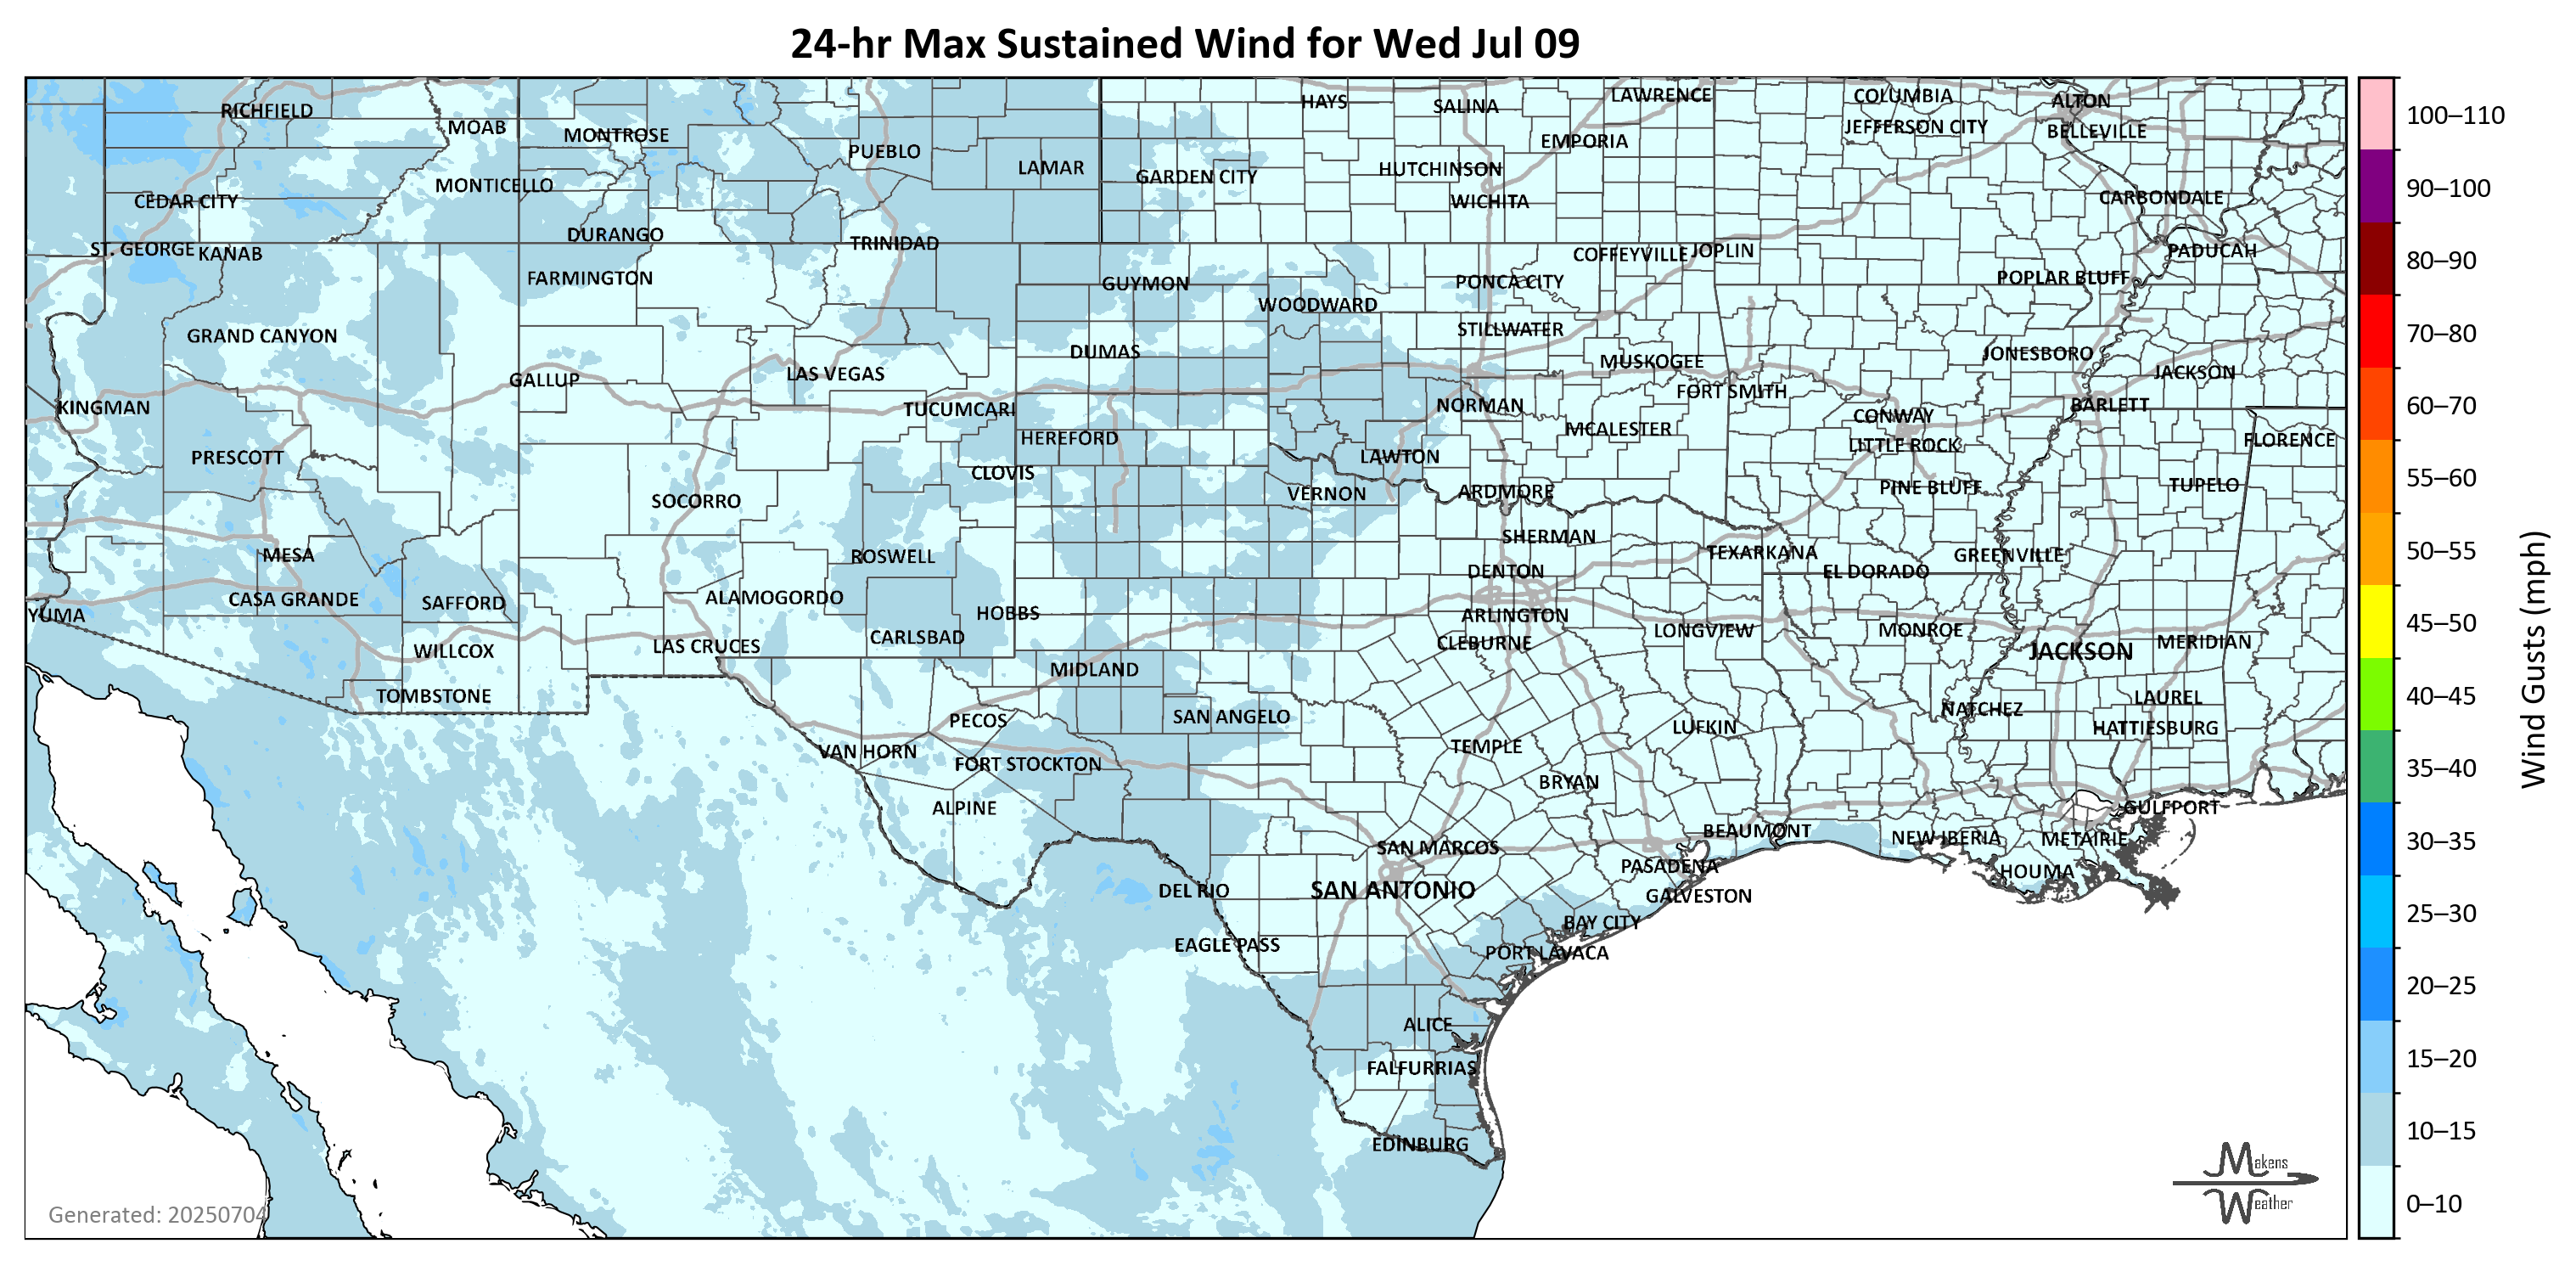 24-hr Max Sustained Wind for Wed Jul 09
HAYS
SALINA
LAWRENCE
COLUMBIA
ALTON
RICHFIELD
MOAB
MONTROSE
EMPORIA
JEFFERSON CITY
BELLEVILLE
PUEBLO
LAMAR
GARDEN CITY
HUTCHINSON
MONTICELLO
CEDAR CITY
WICHITA
CARBONDALE
DURANGO
TRINIDAD
ST. GEORGE
KANAB
COFFEYVILLE
JOPLIN
PADUCAH
FARMINGTON
GUYMON
PONCA CITY
POPLAR BLUFF
WOODWARD
GRAND CANYON
STILLWATER
DUMAS
MUSKOGEE
JONESBORO
GALLUP
LAS VEGAS
JACKSON
FORT SMITH
KINGMAN
TUCUMCARI
NORMAN
BARLETT
CONWAY
HEREFORD
MCALESTER
LITTLE ROCK
FLORENCE
PRESCOTT
CLOVIS
LAWTON
SOCORRO
VERNON
ARDMORE
PINE BLUFF
TUPELO
MESA
ROSWELL
SHERMAN
TEXARKANA
GREENVILLE
DENTON
EL DORADO
CASA GRANDE
SAFFORD
ALAMOGORDO
YUMA
HOBBS
ARLINGTON
WILLCOX
LAS CRUCES
CARLSBAD
CLEBURNE
LONGVIEW
MONROE
JACKSON
MERIDIAN
MIDLAND
TOMBSTONE
LAUREL
PECOS
SAN ANGELO
NATCHEZ
LUFKIN
HATTIESBURG
VAN HORN
FORT STOCKTON
TEMPLE
BRYAN
ALPINE
GULFPORT
BEAUMONT
NEW IBERIA
METAIRIE
SAN MARCOS
PASADENA
HOUMA
DEL RIO
SAN ANTONIO
GALVESTON
BAY CITY
EAGLE PASS
PORT LAVACA
ALICE
FALFURRIAS
EDINBURG
Generated: 20250704
Makens
Weather
100–110
90–100
80–90
70–80
60–70
55–60
50–55
45–50
40–45
35–40
30–35
25–30
20–25
15–20
10–15
0–10
Wind Gusts (mph)